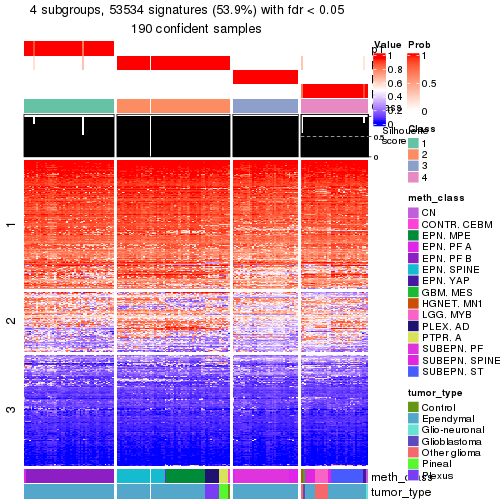 4 subgroups, 53534 signatures (53.9%) with fdr < 0.05
190 confident samples
Value
1
0.8
0.6
0.4
0.2
0
Prob
1
0.5
0
Silhouette
score
0.5
0
Class
1
2
3
4
meth_class
CN
CONTR. CEBM
EPN. MPE
EPN. PF A
EPN. PF B
EPN. SPINE
EPN. YAP
GBM. MES
HGNET. MN1
LGG. MYB
PLEX. AD
PTPR. A
SUBEPN. PF
SUBEPN. SPINE
SUBEPN. ST
tumor_type
Control
Ependymal
Glio-neuronal
Glioblastoma
Other glioma
Pineal
Plexus
1
2
3
meth_class
tumor_type